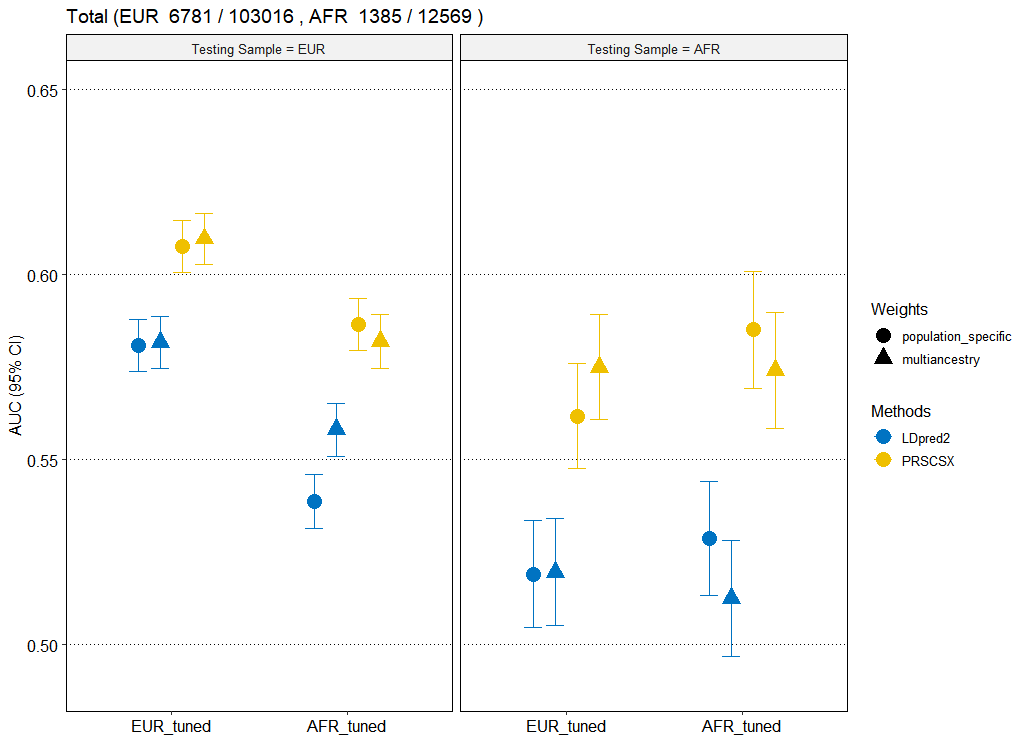 Total (EUR 6781 / 103016 , AFR 1385 / 12569 )
Testing Sample = EUR
Testing Sample = AFR
0.65
0.60
0.55
0.50
AUC (95% CI)
EUR_tuned
AFR_tuned
EUR_tuned
AFR_tuned
Weights
population_specific
multiancestry
Methods
LDpred2
PRSCSX